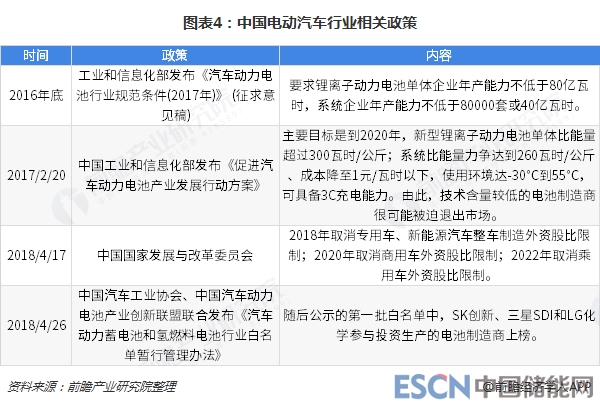 图表4：中国电动汽车行业相关政策
时间
政策
内容
2016年底
工业和信息化部发布《汽车动力电
池行业规范条件(2017年)》 (征求意
见稿)
要求锂离子动力电池单体企业年产能力不低于80亿瓦
时，系统企业年产能力不低于80000套或40亿瓦时。
2017/2/20
中国工业和信息化部发布《促进汽
车动力电池产业发展行动方案》
主要目标是到2020年，新型锂离子动力电池单体比能量
超过300瓦时/公斤；系统比能量力争达到260瓦时/公斤
、成本降至1元/瓦时以下，使用环境达-30°C到55°C，
可具备3C充电能力。由此，技术含量较低的电池制造商
很可能被迫退出市场。
2018/4/17
中国国家发展与改革委员会
2018年取消专用车、新能源汽车整车制造外资股比限
制；2020年取消商用车外资股比限制；2022年取消乘
用车外资股比限制。
2018/4/26
中国汽车工业协会、中国汽车动力
电池产业创新联盟联合发布《汽车
动力蓄电池和氢燃料电池行业白名
单暂行管理办法》
随后公示的第一批白名单中，SK创新、三星SDI和LG化
学参与投资生产的电池制造商上榜。
资料来源：前瞻产业研究院整理
@前瞻经济学人APP
ESCN中国储能网